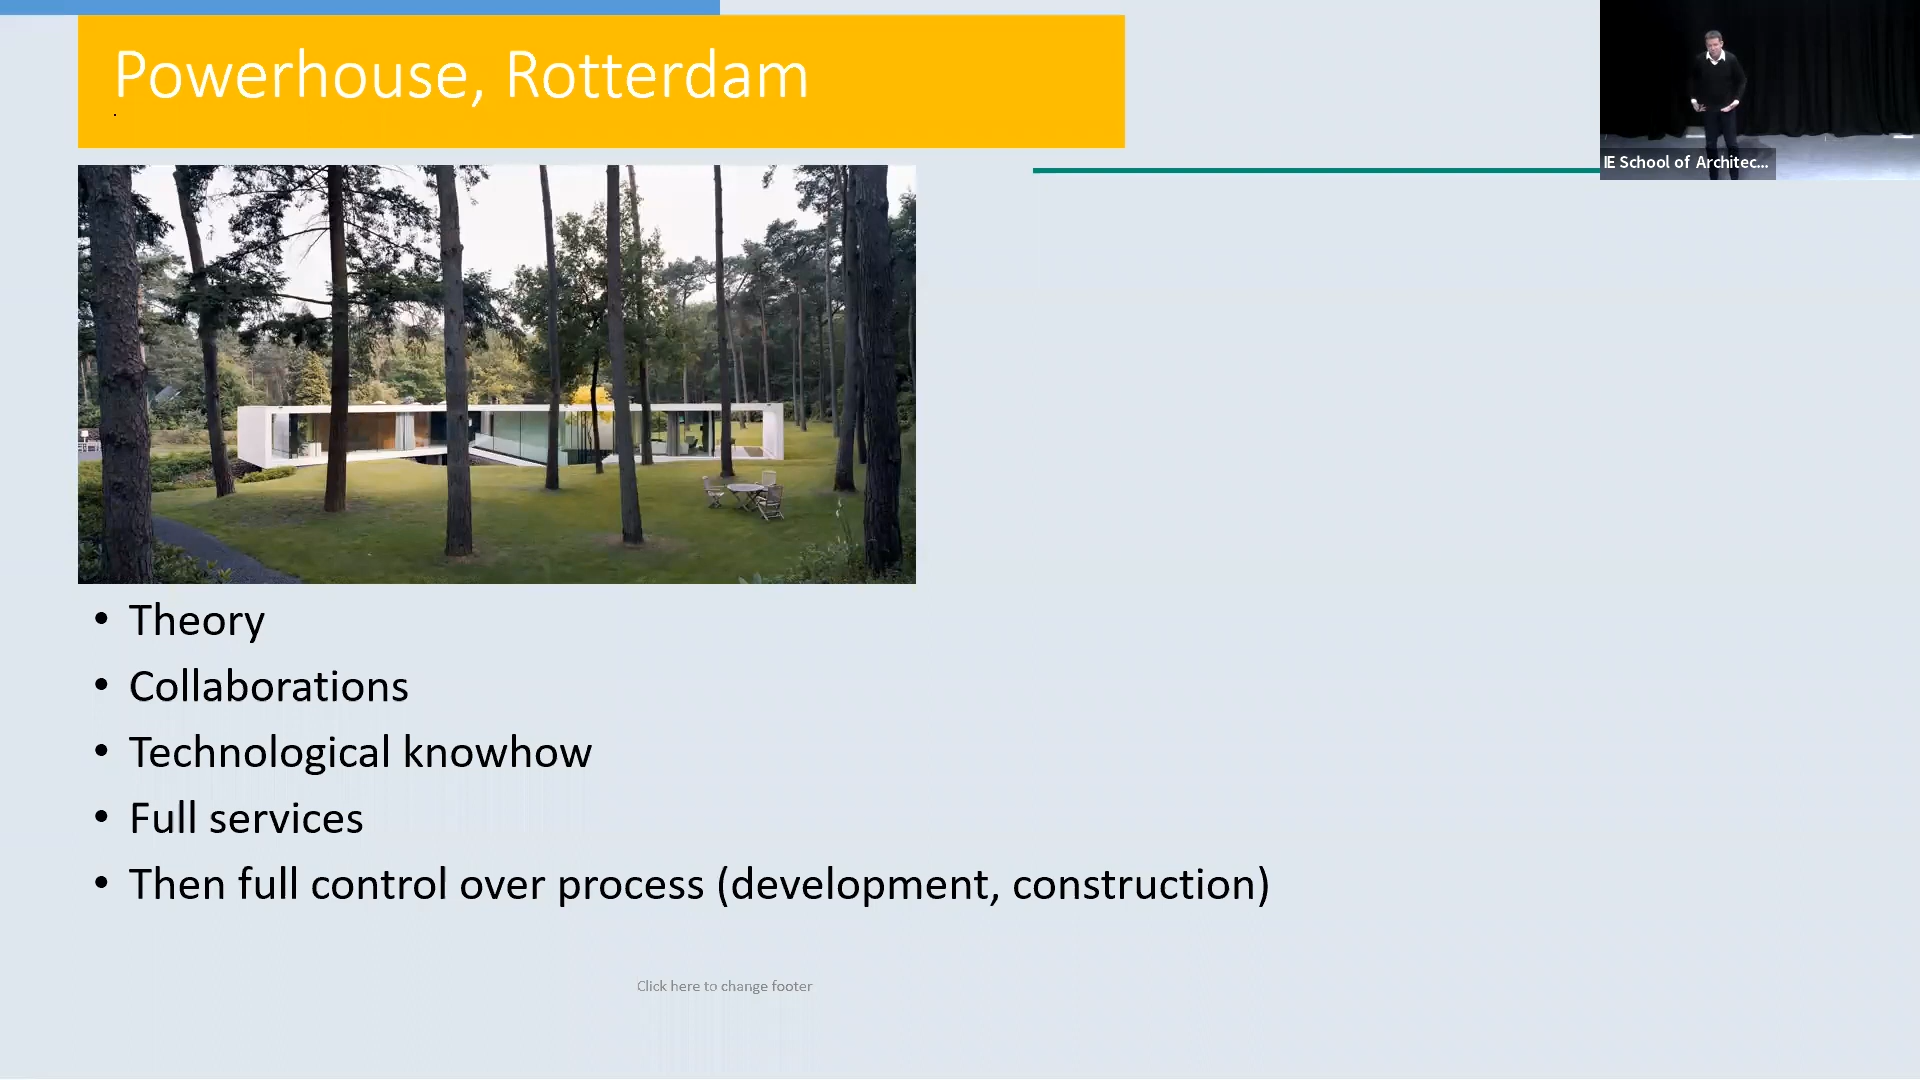 Powerhouse, Rotterdam
.
IE School of Architec...
• Theory
• Collaborations
• Technological knowhow
• Full services
• Then full control over process (development, construction)
Click here to change footer